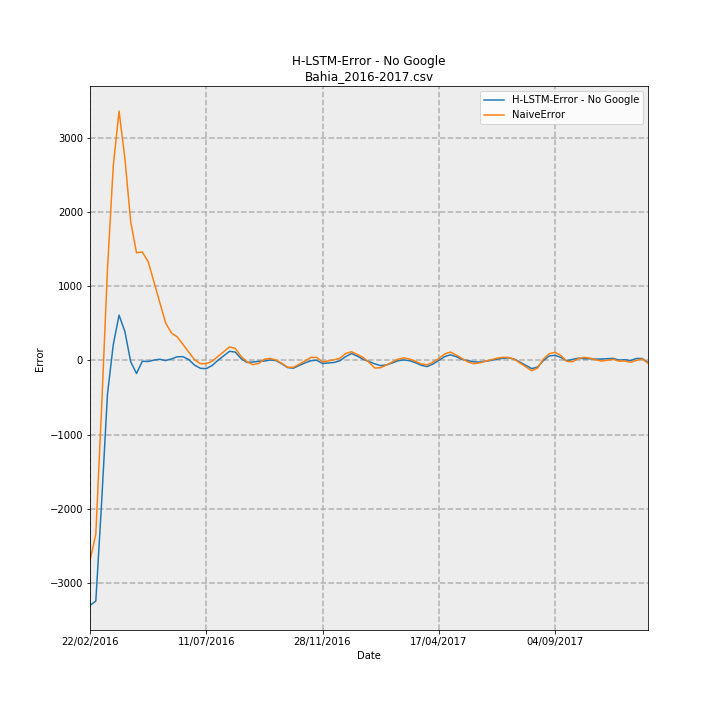 H-LSTM-Error - No Google
Bahia_2016-2017.csv
H-LSTM-Error - No Google
NaiveError
3000
2000
1000
0
−1000
−2000
−3000
Error
22/02/2016
11/07/2016
28/11/2016
17/04/2017
04/09/2017
Date